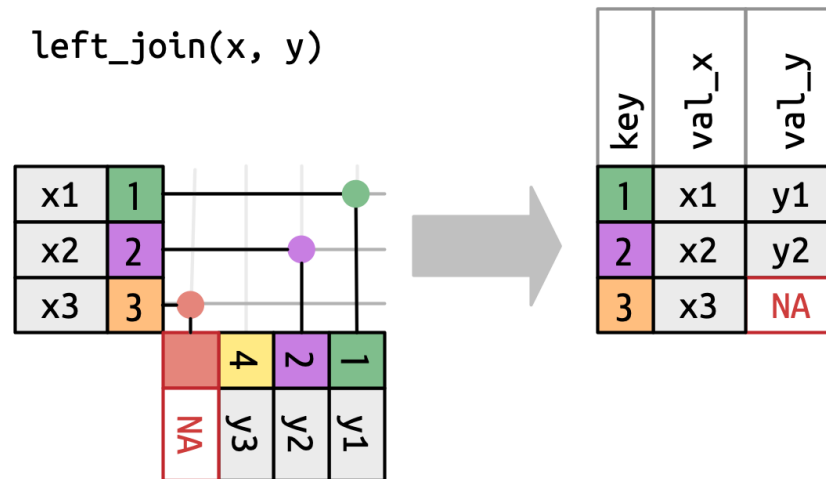 left_join(x, y)
key val_x val_y
x1 1
x2 2
x3 3
4 2 1
NA y3 y2 y1
1 x1 y1
2 x2 y2
3 x3 NA